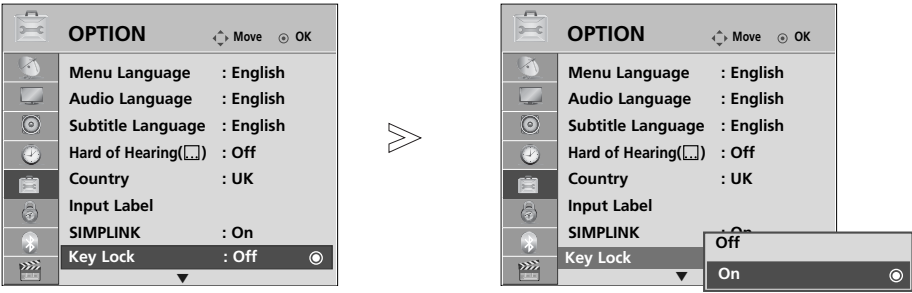 OPTION Move OK
Menu Language : English
Audio Language : English
Subtitle Language : English
Hard of Hearing( ) : Off
Country : UK
Input Label
SIMPLINK : On
Key Lock : Off
OPTION Move OK
Menu Language : English
Audio Language : English
Subtitle Language : English
Hard of Hearing( ) : Off
Country : UK
Input Label
SIMPLINK : On
Key Lock
Off
On